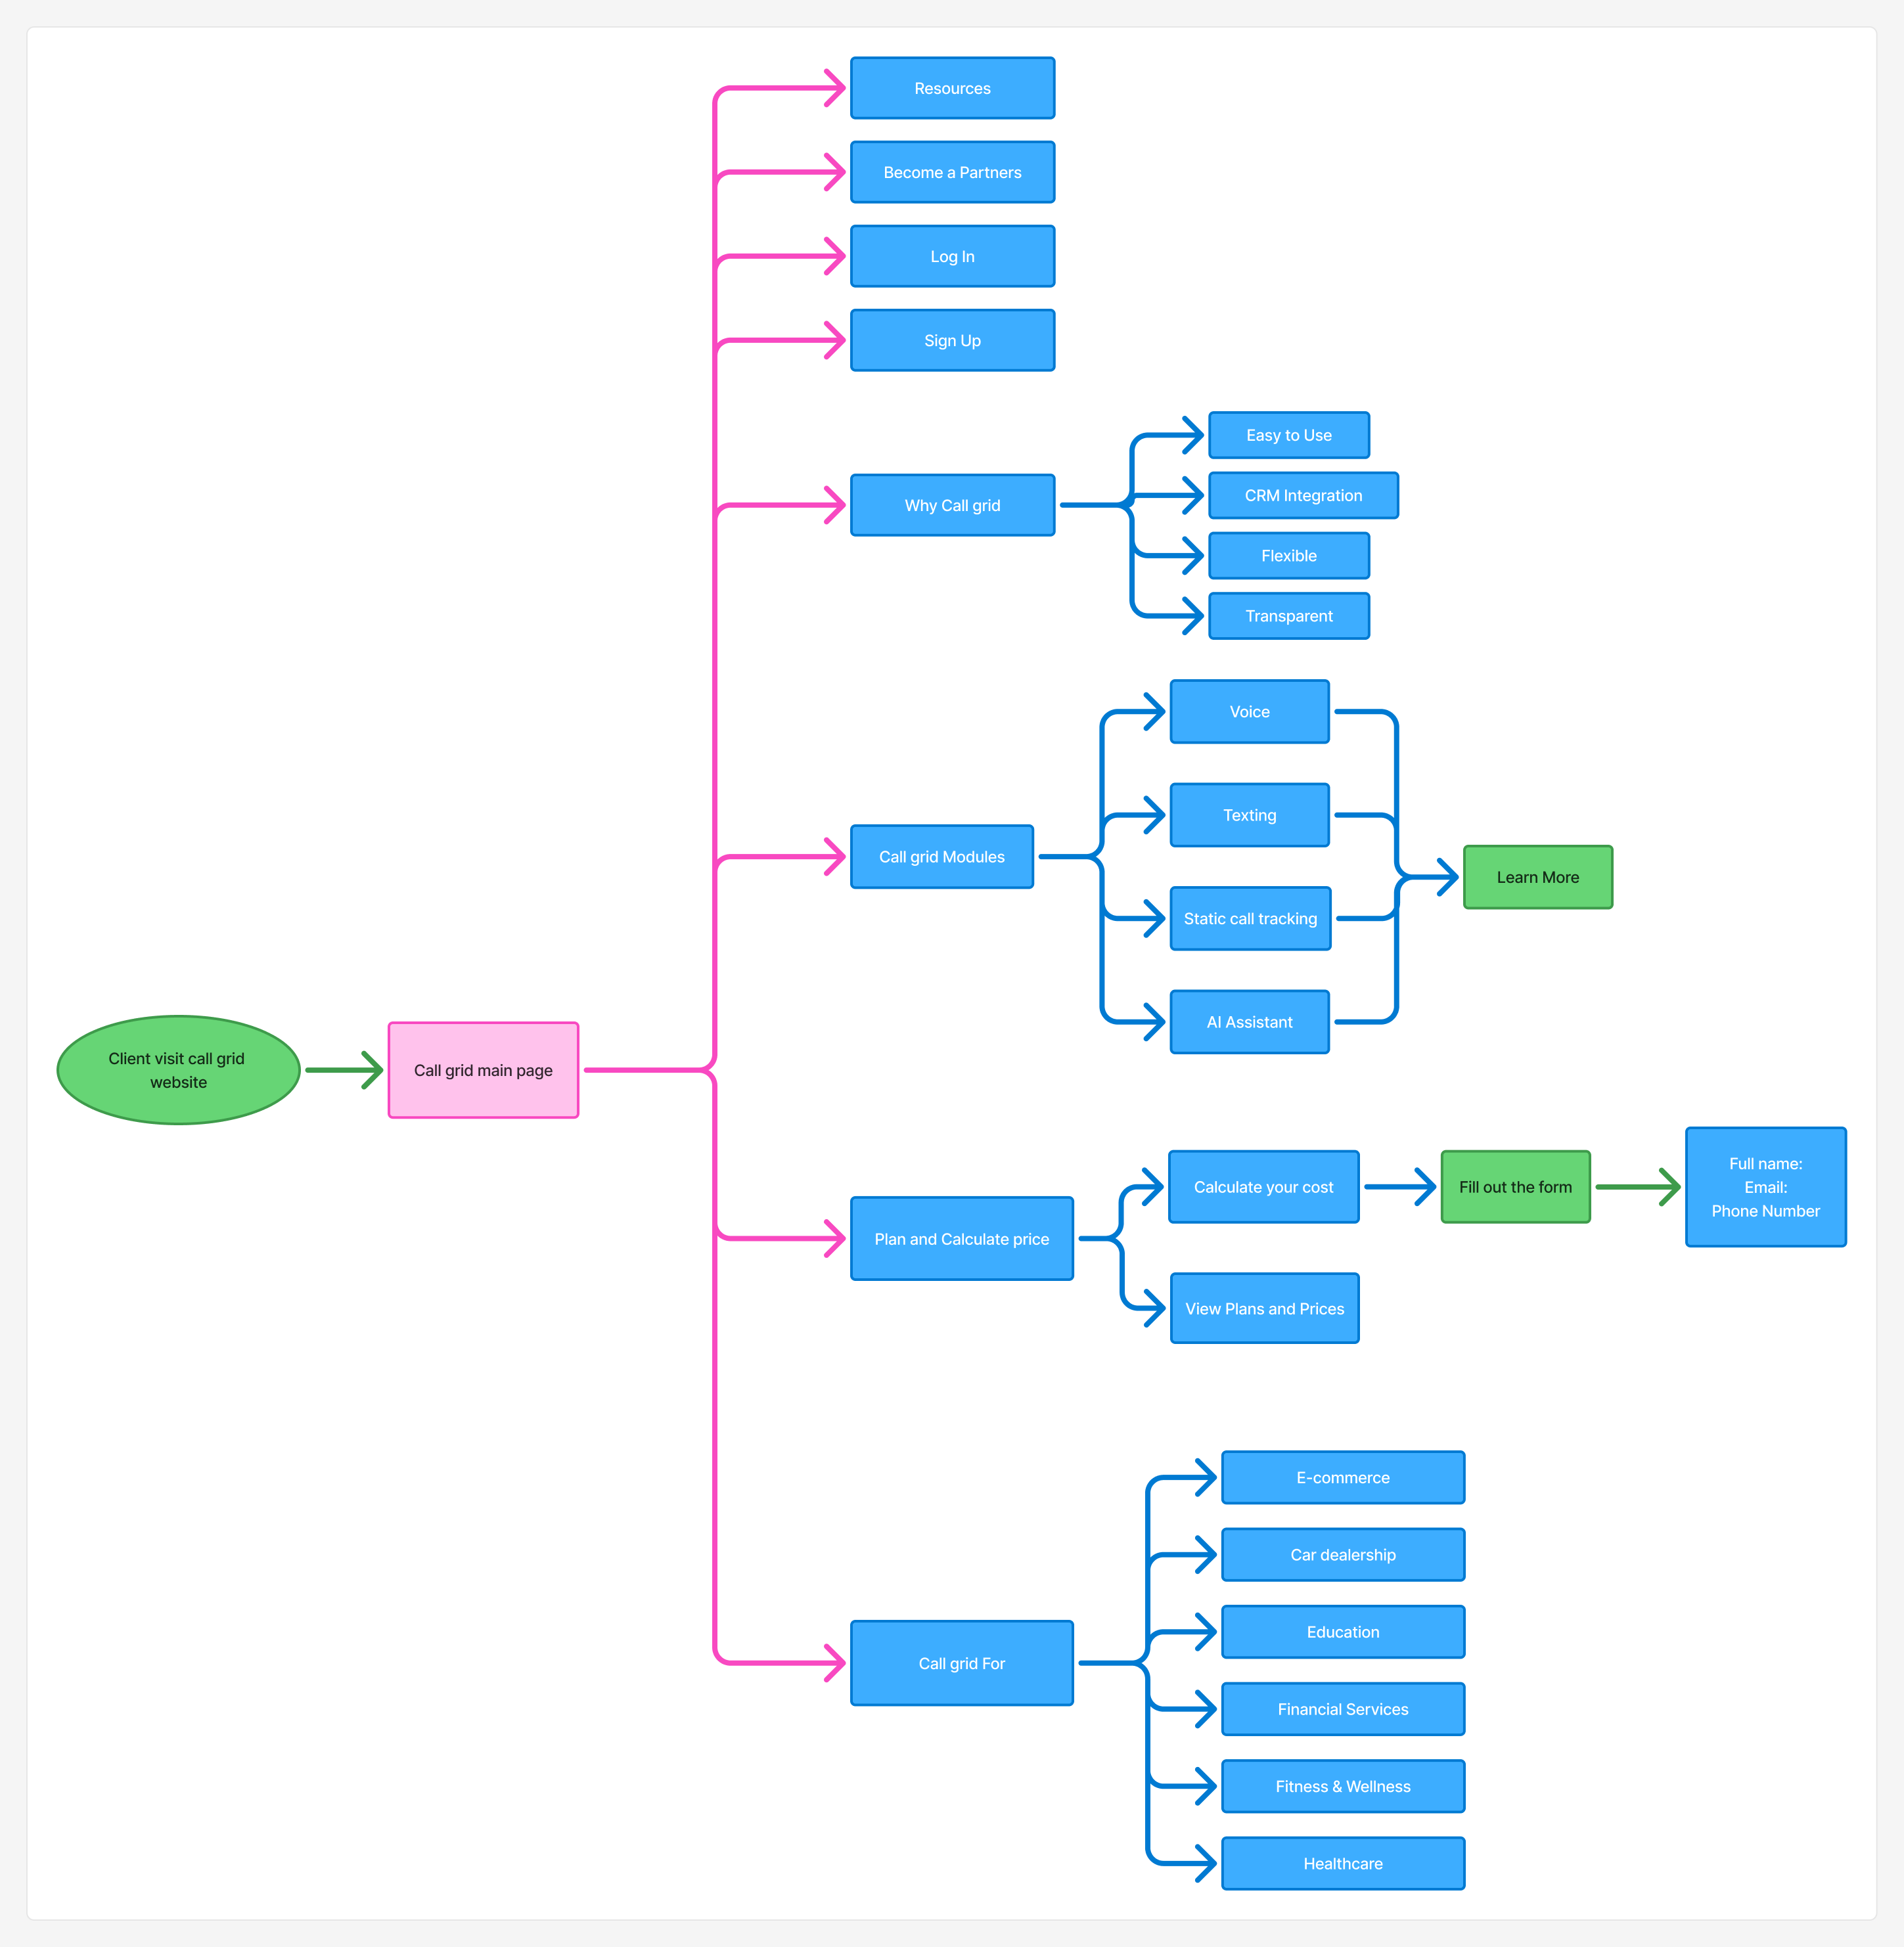 Resources
Become a Partners
Log In
Sign Up
Why Call grid
Easy to Use
CRM Integration
Flexible
Transparent
Call grid Modules
Voice
Texting
Static call tracking
AI Assistant
Learn More
Client visit call grid
website
Call grid main page
Plan and Calculate price
Calculate your cost
Fill out the form
Full name:
Email:
Phone Number
View Plans and Prices
Call grid For
E-commerce
Car dealership
Education
Financial Services
Fitness & Wellness
Healthcare